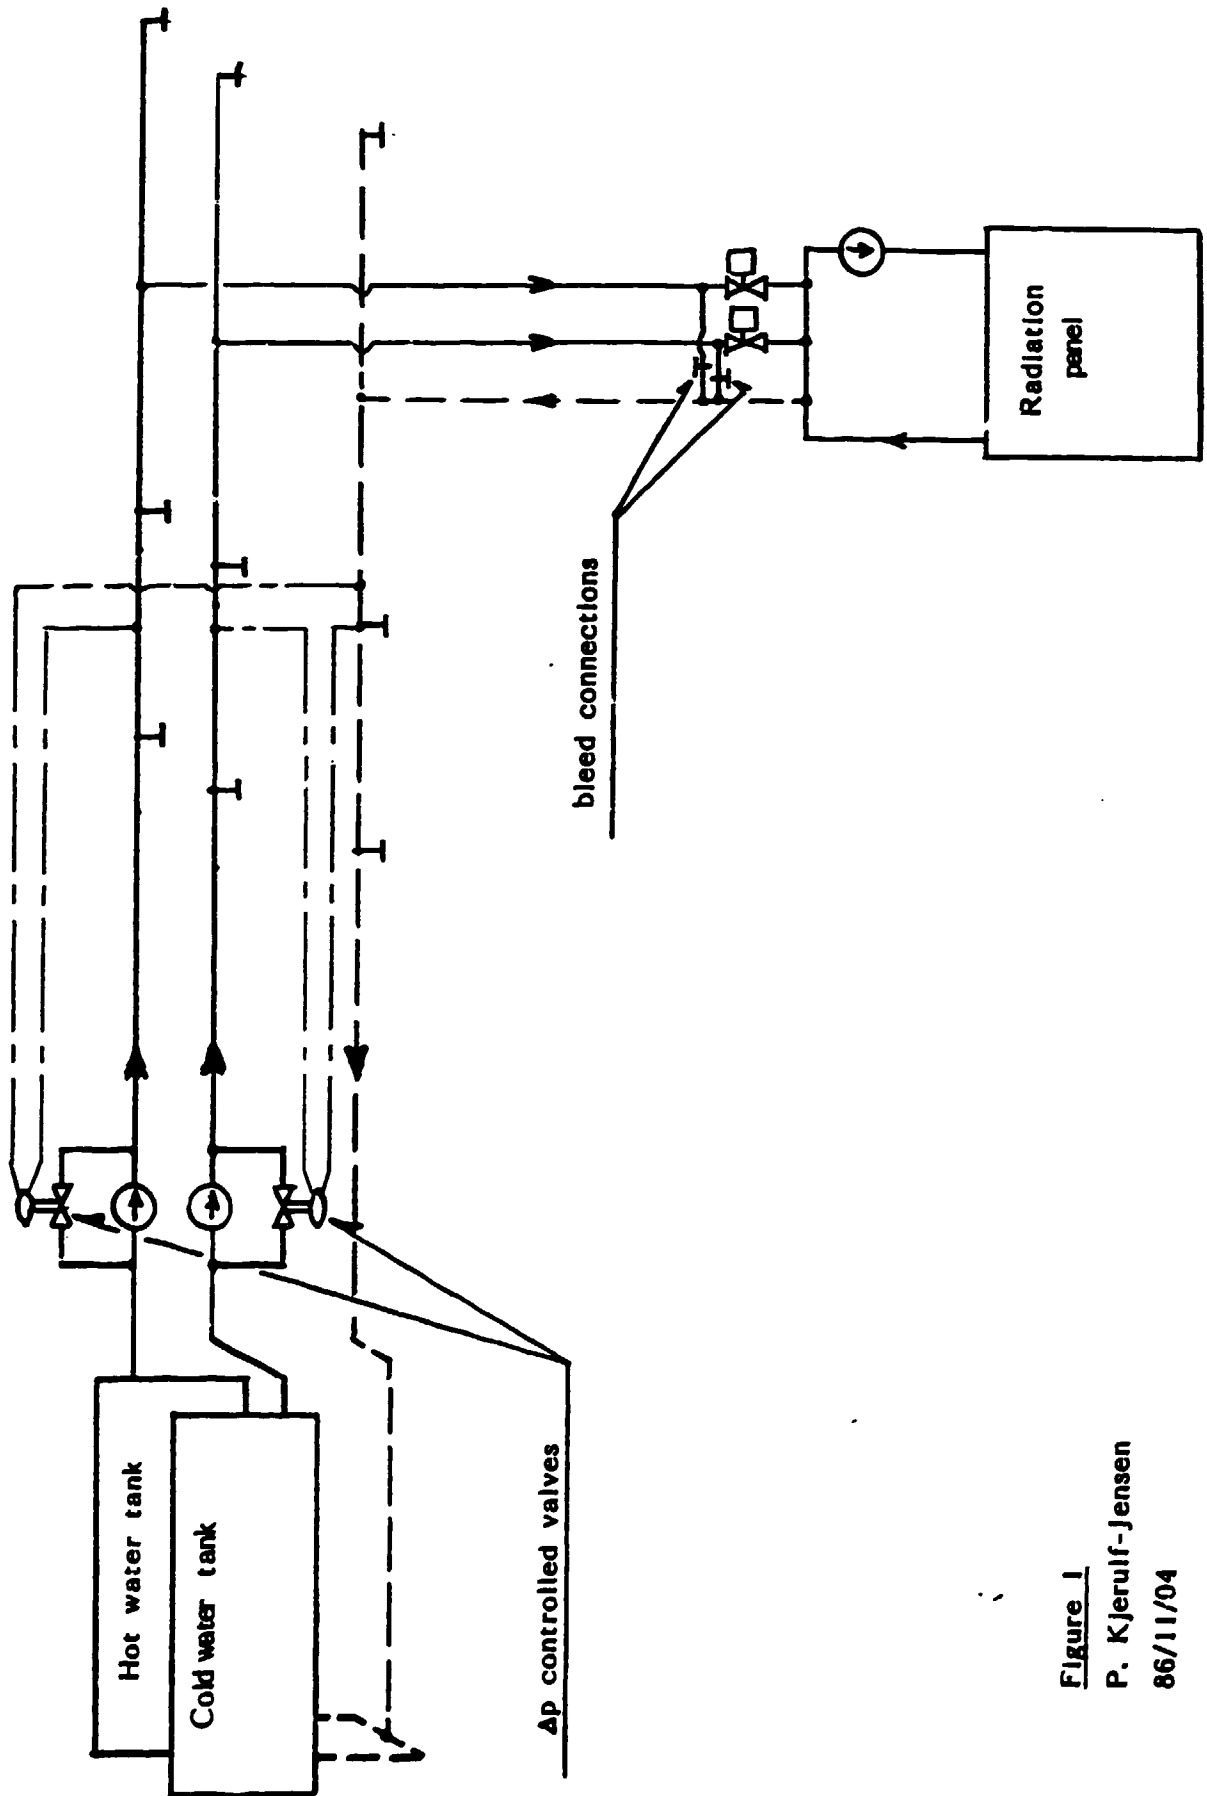 Hot water tank
Cold water tank
Δp controlled valves
bleed connections
Radiation
panel
Figure 1
P. Kjerulf-Jensen
86/11/04